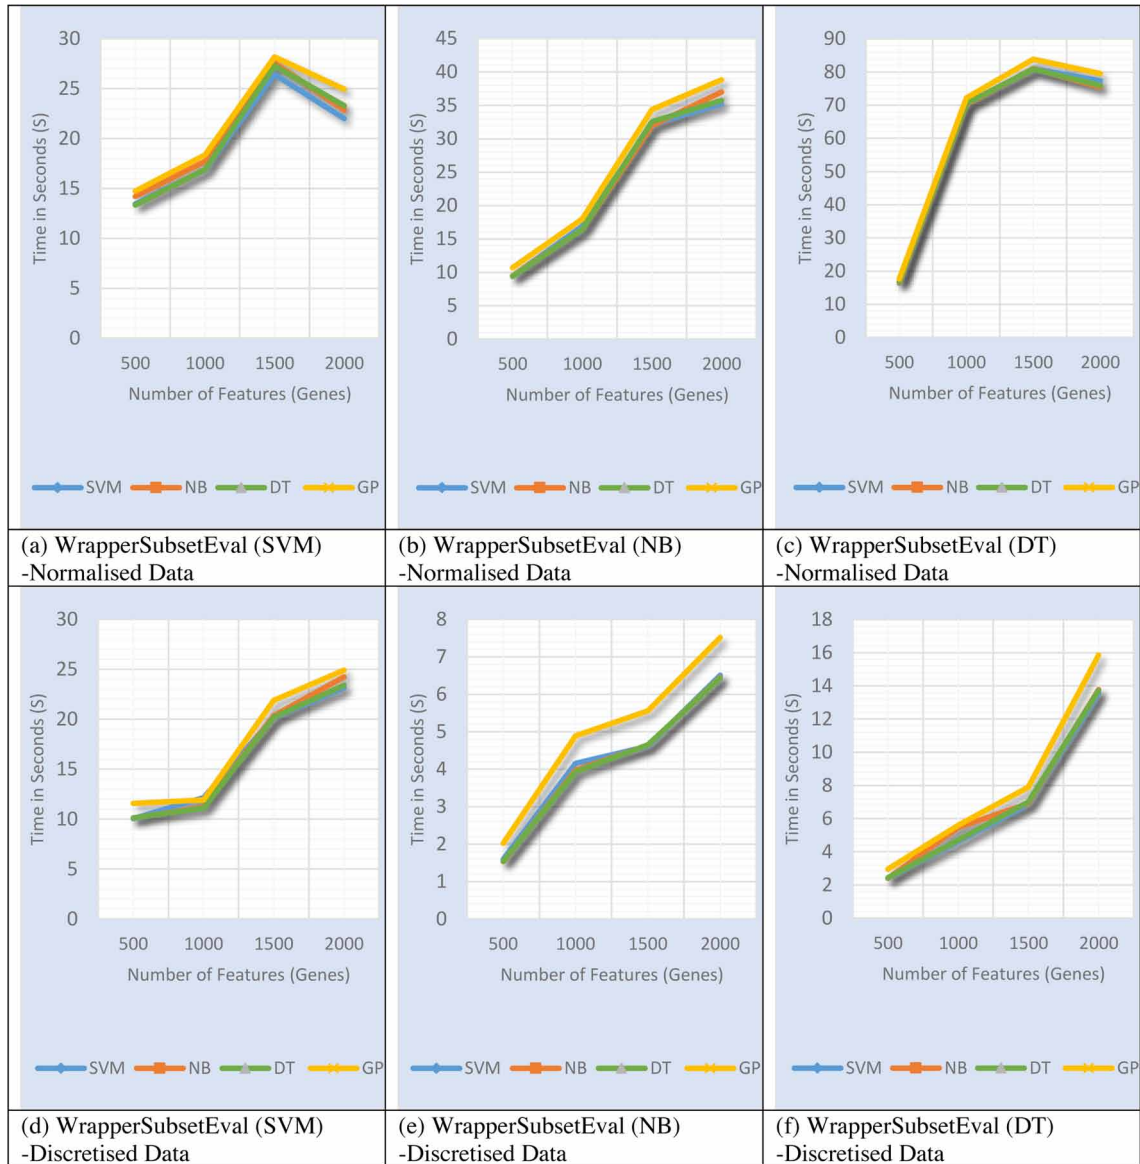 30
25
20
15
10
5
0
Time in Seconds (S)
500 1000 1500 2000
Number of Features (Genes)
SVM NB DT GP
(a) WrapperSubsetEval (SVM)
-Normalised Data
45
40
35
30
25
20
15
10
5
0
Time in Seconds (S)
500 1000 1500 2000
Number of Features (Genes)
SVM NB DT GP
(b) WrapperSubsetEval (NB)
-Normalised Data
90
80
70
60
50
40
30
20
10
0
Time in Seconds (S)
500 1000 1500 2000
Number of Features (Genes)
SVM NB DT GP
(c) WrapperSubsetEval (DT)
-Normalised Data
30
25
20
15
10
5
0
Time in Seconds (S)
500 1000 1500 2000
Number of Features (Genes)
SVM NB DT GP
(d) WrapperSubsetEval (SVM)
-Discretised Data
8
7
6
5
4
3
2
1
0
Time in Seconds (S)
500 1000 1500 2000
Number of Features (Genes)
SVM NB DT GP
(e) WrapperSubsetEval (NB)
-Discretised Data
18
16
14
12
10
8
6
4
2
0
Time in Seconds (S)
500 1000 1500 2000
Number of Features (Genes)
SVM NB DT GP
(f) WrapperSubsetEval (DT)
-Discretised Data